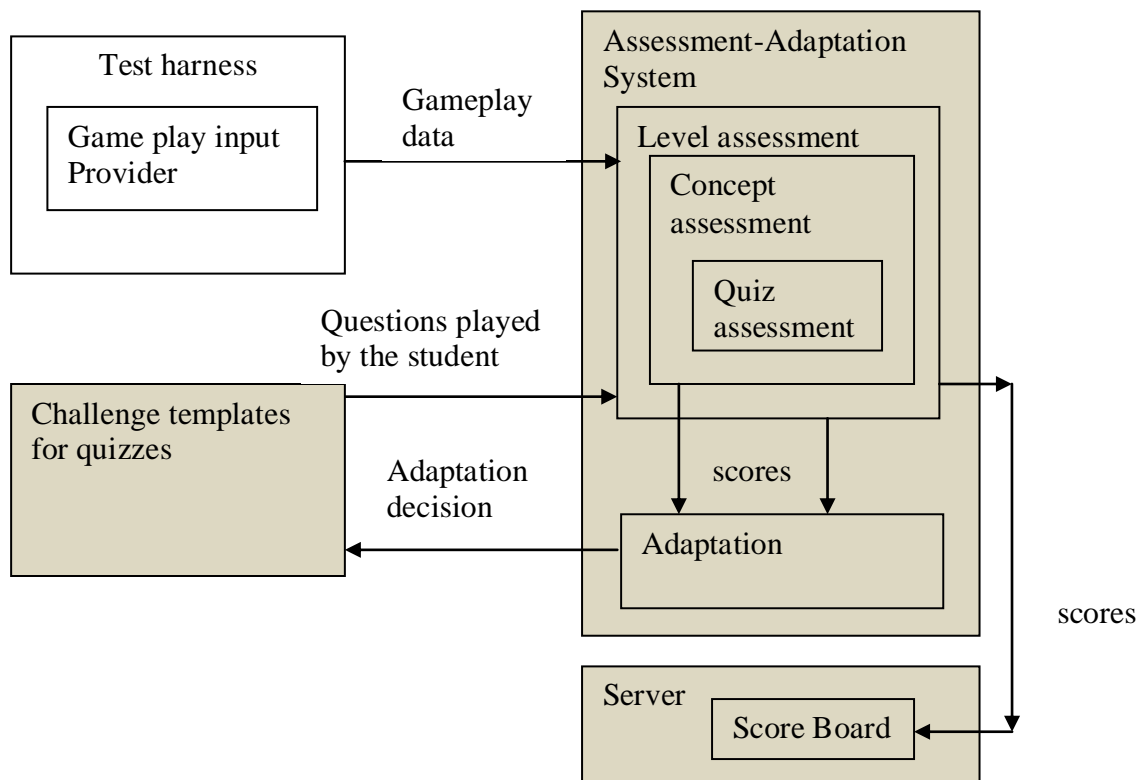 Test harness
Game play input
Provider
Gameplay
data
Assessment-Adaptation
System
Level assessment
Concept
assessment
Quiz
assessment
Questions played
by the student
Challenge templates
for quizzes
Adaptation
decision
scores
Adaptation
scores
Server
Score Board